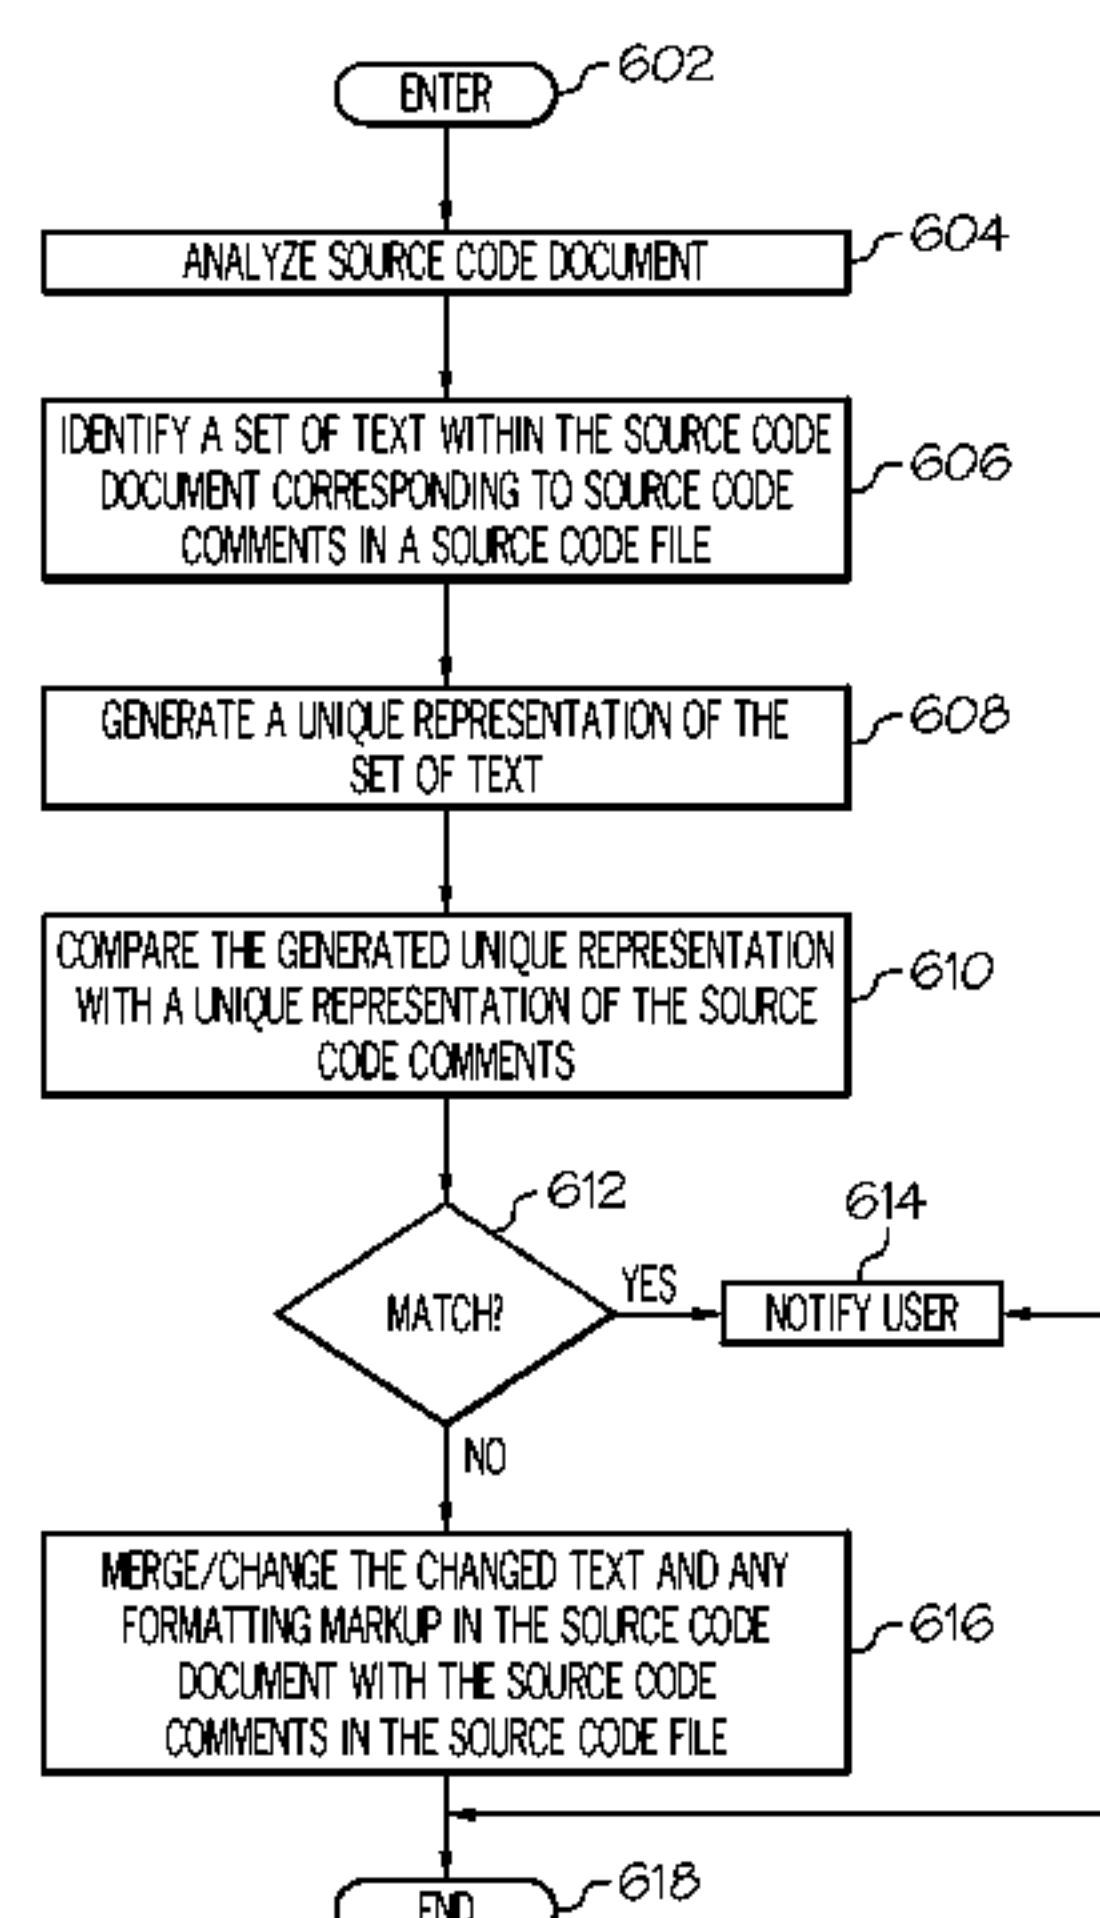 ENTER
602
ANALYZE SOURCE CODE DOCUMENT
604
IDENTIFY A SET OF TEXT WITHIN THE SOURCE CODE
DOCUMENT CORRESPONDING TO SOURCE CODE
COMMENTS IN A SOURCE CODE FILE
606
GENERATE A UNIQUE REPRESENTATION OF THE
SET OF TEXT
608
COMPARE THE GENERATED UNIQUE REPRESENTATION
WITH A UNIQUE REPRESENTATION OF THE SOURCE
CODE COMMENTS
610
MATCH?
612
YES
614
NOTIFY USER
NO
MERGE/CHANGE THE CHANGED TEXT AND ANY
FORMATTING MARKUP IN THE SOURCE CODE
DOCUMENT WITH THE SOURCE CODE
COMMENTS IN THE SOURCE CODE FILE
616
END
618